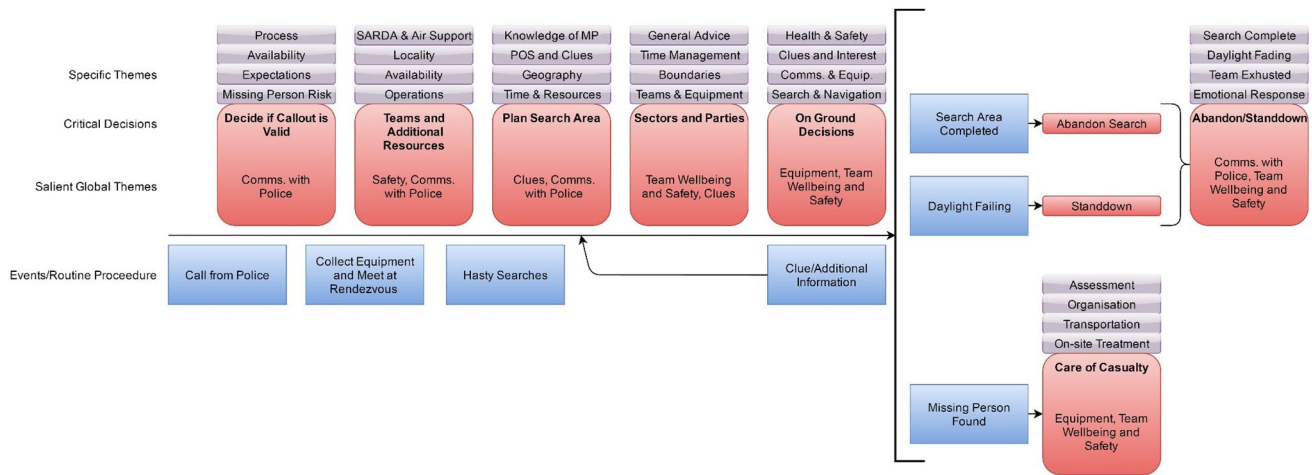 Specific Themes
Critical Decisions
Salient Global Themes
Events/Routine Proceedure
Process
Availability
Expectations
Missing Person Risk
Decide if Callout is
Valid
Comms. with
Police
SARDA & Air Support
Locality
Availability
Operations
Teams and
Additional
Resources
Safety, Comms.
with Police
Knowledge of MP
POS and Clues
Geography
Time & Resources
Plan Search Area
Clues, Comms.
with Police
General Advice
Time Management
Boundaries
Teams & Equipment
Sectors and Parties
Team Wellbeing
and Safety, Clues
Health & Safety
Clues and Interest
Comms. & Equip.
Search & Navigation
On Ground
Decisions
Equipment, Team
Wellbeing and
Safety
Call from Police
Collect Equipment
and Meet at
Rendezvous
Hasty Searches
Clue/Additional
Information
Search Area
Completed
Abandon Search
Daylight Failing
Standdown
Search Complete
Daylight Fading
Team Exhusted
Emotional Response
Abandon/Standdown
Comms. with
Police, Team
Wellbeing and
Safety
Missing Person
Found
Assessment
Organisation
Transportation
On-site Treatment
Care of Casualty
Equipment, Team
Wellbeing and
Safety